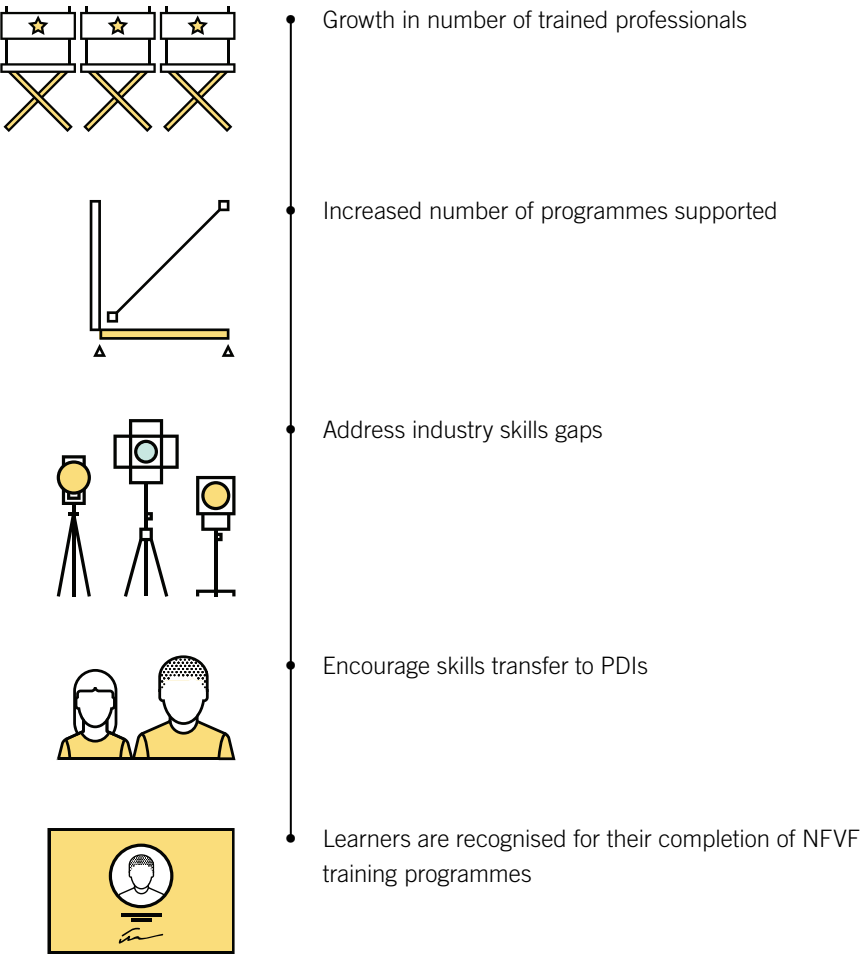 Growth in number of trained professionals
Increased number of programmes supported
Address industry skills gaps
Encourage skills transfer to PDIs
Learners are recognised for their completion of NFVF
training programmes